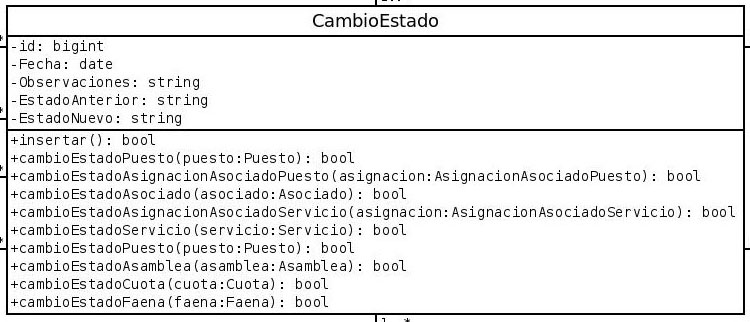 CambioEstado
-id: bigint
-Fecha: date
-Observaciones: string
-EstadoAnterior: string
-EstadoNuevo: string
+insertar(): bool
+cambioEstadoPuesto(puesto:Puesto): bool
+cambioEstadoAsignacionAsociadoPuesto(asignacion:AsignacionAsociadoPuesto): bool
+cambioEstadoAsociado(asociado:Asociado): bool
+cambioEstadoAsignacionAsociadoServicio(asignacion:AsignacionAsociadoServicio): bool
+cambioEstadoServicio(servicio:Servicio): bool
+cambioEstadoPuesto(puesto:Puesto): bool
+cambioEstadoAsamblea(asamblea:Asamblea): bool
+cambioEstadoCuota(cuota:Cuota): bool
+cambioEstadoFaena(faena:Faena): bool